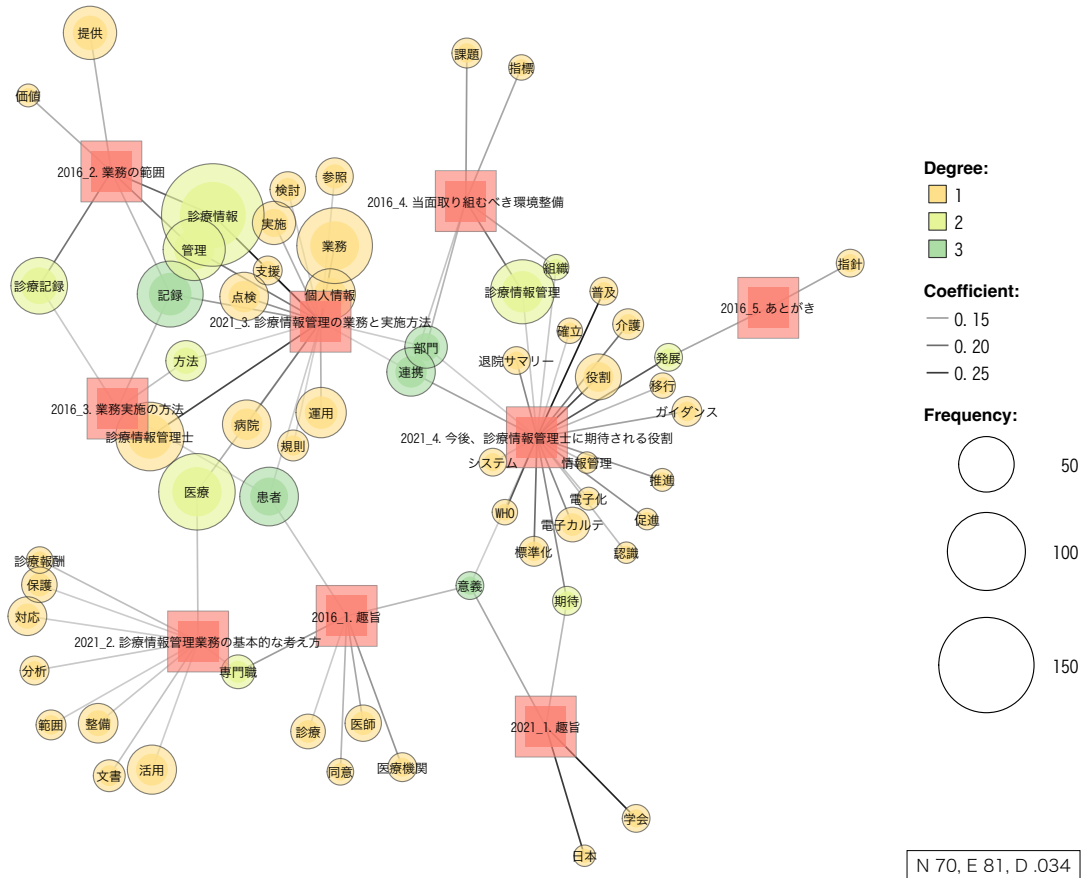 提供
課題
指標
価値
2016_2. 業務の範囲
検討
参照
2016_4. 当面取り組むべき環境整備
診療情報
実施
管理
業務
支援
組織
指針
診療記録
記録
点検
個人情報
診療情報管理
普及
2016_5. あとがき
2021_3. 診療情報管理の業務と実施方法
確立
介護
部門
方法
退院サマリー
発展
連携
役割
移行
2016_3. 業務実施の方法
ガイダンス
診療情報管理士
病院
運用
2021_4. 今後、診療情報管理士に期待される役割
規則
システム
情報管理
医療
患者
推進
電子化
WHO
電子カルテ
促進
標準化
認識
診療報酬
保護
意義
期待
対応
2016_1. 趣旨
2021_2. 診療情報管理業務の基本的な考え方
分析
専門職
範囲
整備
診療
医師
2021_1. 趣旨
文書
活用
同意
医療機関
学会
日本
Degree:
1
2
3
Coefficient:
0. 15
0. 20
0. 25
Frequency:
50
100
150
N 70, E 81, D .034